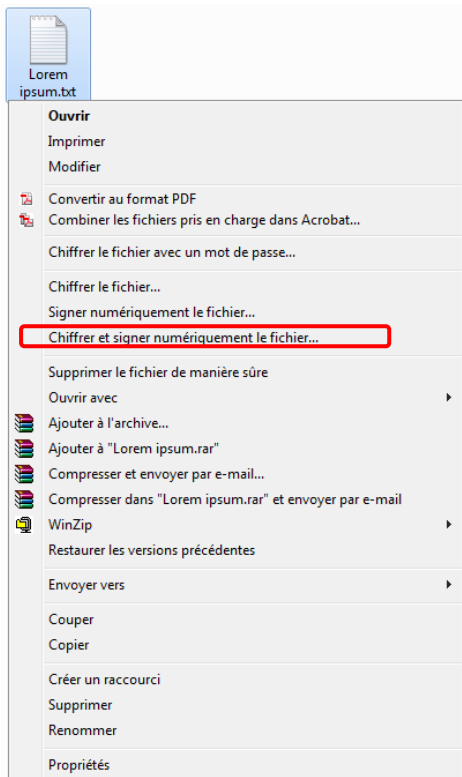 Lorem
ipsum.txt
Ouvrir
Imprimer
Modifier
Convertir au format PDF
Combiner les fichiers pris en charge dans Acrobat...
Chiffrer le fichier avec un mot de passe...
Chiffrer le fichier...
Signer numériquement le fichier...
Chiffrer et signer numériquement le fichier...
Supprimer le fichier de manière sûre
Ouvrir avec
Ajouter à l'archive...
Ajouter à "Lorem ipsum.rar"
Compresser et envoyer par e-mail...
Compresser dans "Lorem ipsum.rar" et envoyer par e-mail
WinZip
Restaurer les versions précédentes
Envoyer vers
Couper
Copier
Créer un raccourci
Supprimer
Renommer
Propriétés